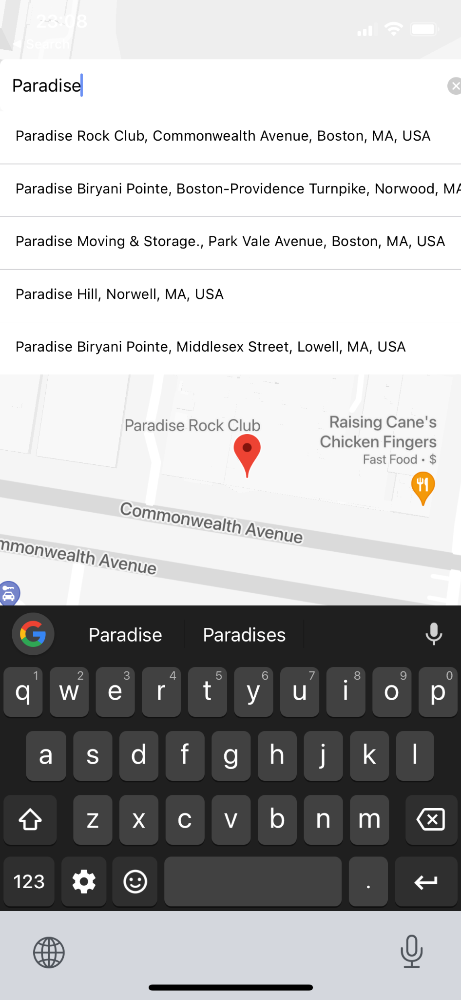 23:08
Search
Paradise
Paradise Rock Club, Commonwealth Avenue, Boston, MA, USA
Paradise Biryani Pointe, Boston-Providence Turnpike, Norwood, MA
Paradise Moving & Storage., Park Vale Avenue, Boston, MA, USA
Paradise Hill, Norwell, MA, USA
Paradise Biryani Pointe, Middlesex Street, Lowell, MA, USA
Paradise Rock Club
Raising Cane's
Chicken Fingers
Fast Food • $
Commonwealth Avenue
mmonwealth Avenue
Paradise Paradises
1 2 3 4 5 6 7 8 9 0
q w e r t y u i o p
a s d f g h j k l
z x c v b n m
123 .